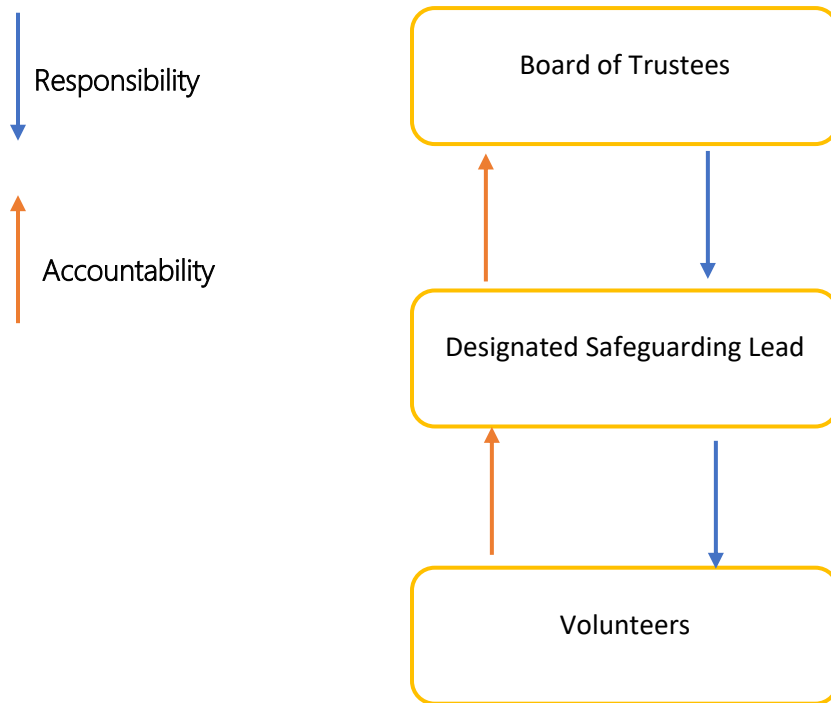 Board of Trustees
Responsibility
Accountability
Designated Safeguarding Lead
Volunteers